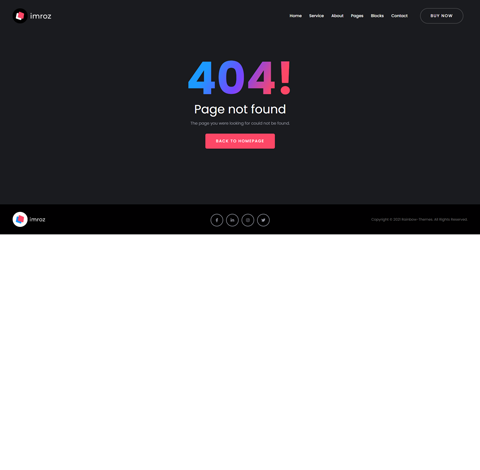 imroz
Home Service About Pages Blocks Contact BUY NOW
404!
Page not found
The page you were looking for could not be found.
BACK TO HOMEPAGE
imroz
Copyright © 2021 Rainbow-Themes. All Rights Reserved.